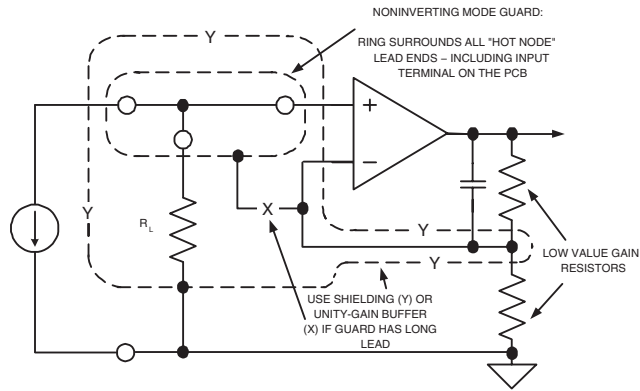 NONINVERTING MODE GUARD:
RING SURROUNDS ALL "HOT NODE"
LEAD ENDS – INCLUDING INPUT
TERMINAL ON THE PCB
Y
+
−
X
Y
R_L
Y
Y
LOW VALUE GAIN
RESISTORS
USE SHIELDING (Y) OR
UNITY-GAIN BUFFER
(X) IF GUARD HAS LONG
LEAD